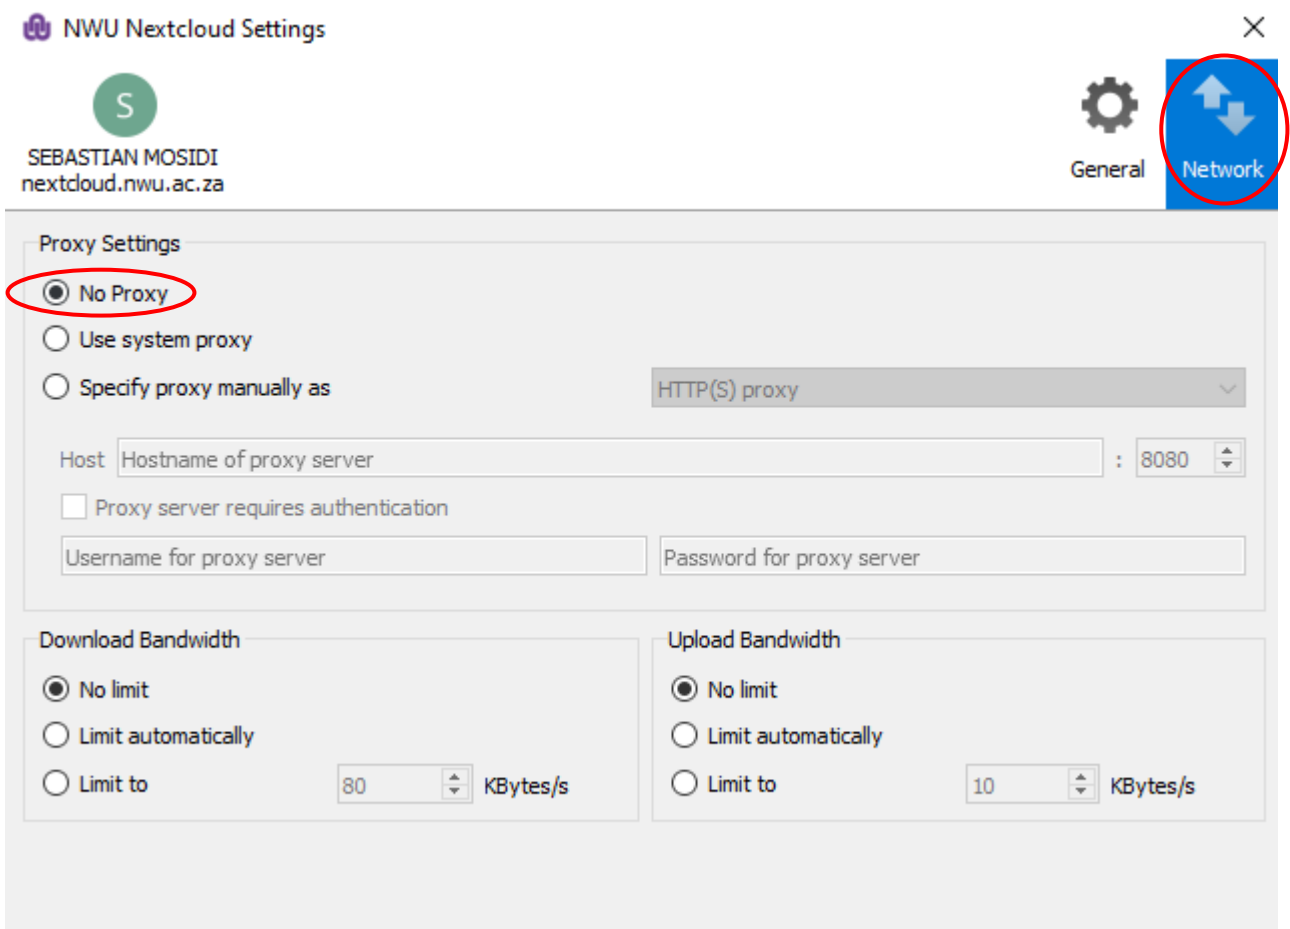 NWU Nextcloud Settings
S
SEBASTIAN MOSIDI
nextcloud.nwu.ac.za
General
Network
Proxy Settings
No Proxy
Use system proxy
Specify proxy manually as
HTTP(S) proxy
Host Hostname of proxy server : 8080
Proxy server requires authentication
Username for proxy server
Password for proxy server
Download Bandwidth
No limit
Limit automatically
Limit to 80 KBytes/s
Upload Bandwidth
No limit
Limit automatically
Limit to 10 KBytes/s